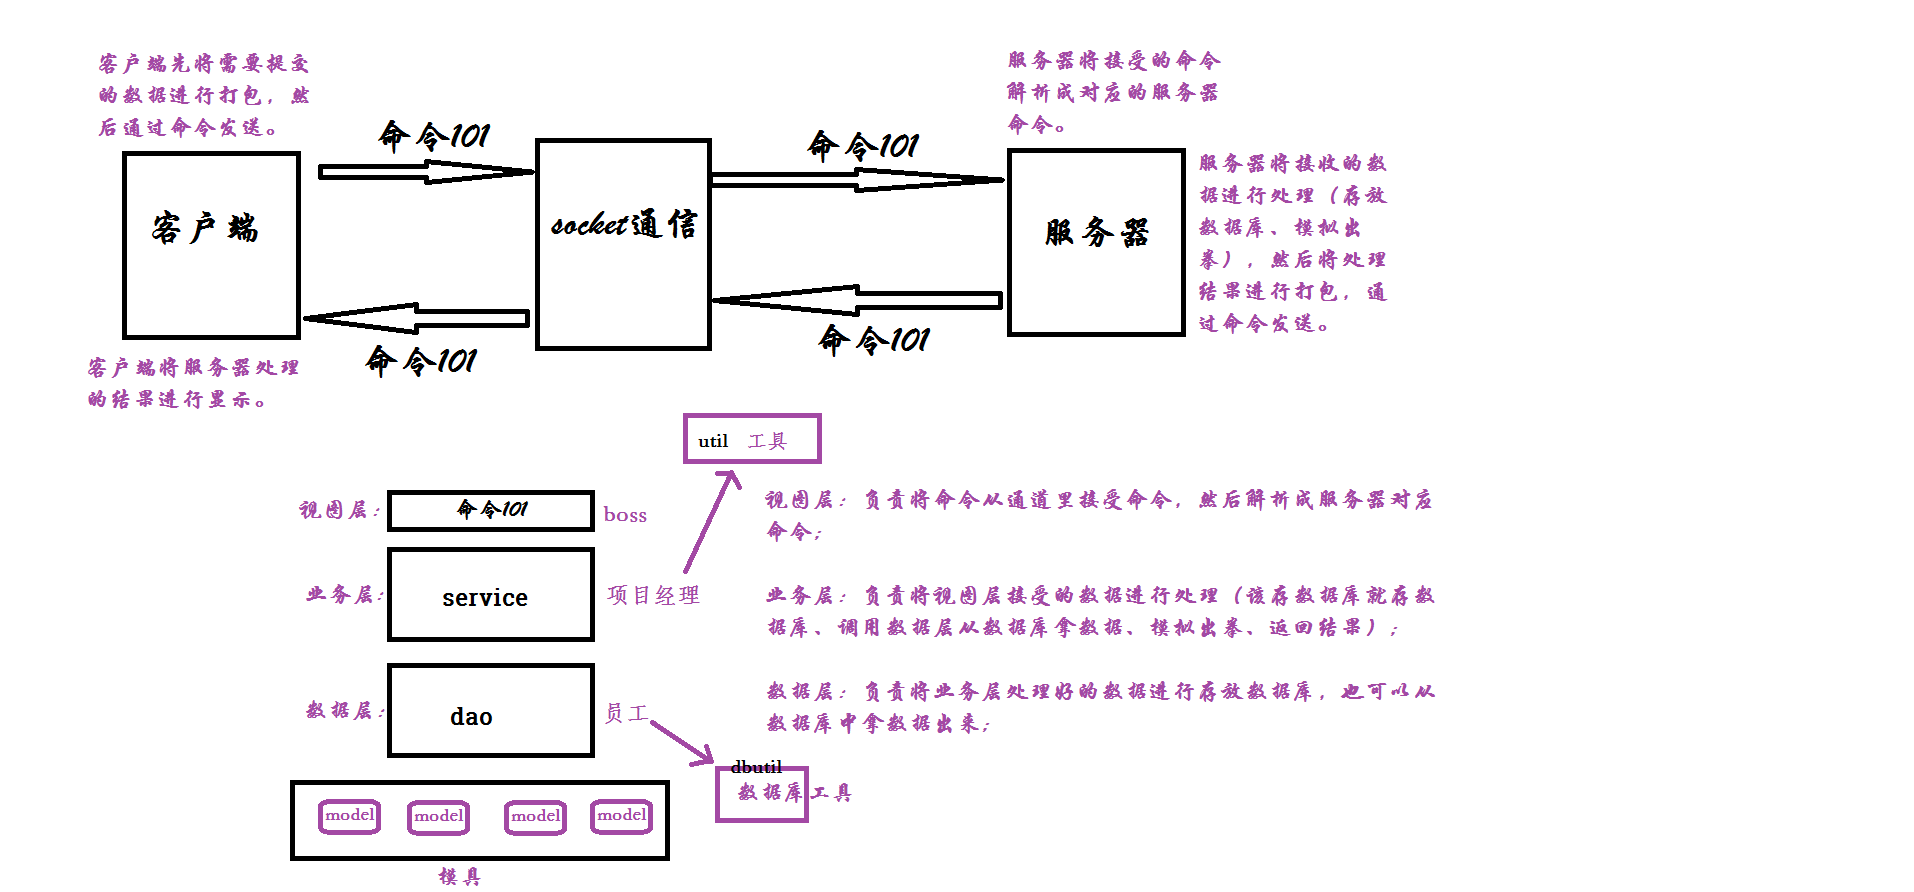 客户端先将需要提交
的数据进行打包，然
后通过命令发送。
命令101
命令101
服务器将接受的命令
解析成对应的服务器
命令。
客户端
socket通信
服务器
服务器将接收的数
据进行处理（存放
数据库、模拟出
拳），然后将处理
结果进行打包，通
过命令发送。
命令101
命令101
客户端将服务器处理
的结果进行显示。
util 工具
视图层：
命令101
boss
视图层：负责将命令从通道里接受命令，然后解析成服务器对应
命令；
业务层：
service
项目经理
业务层：负责将视图层接受的数据进行处理（该存数据库就存数
据库、调用数据层从数据库拿数据、模拟出拳、返回结果）；
数据层：
dao
员工
数据层：负责将业务层处理好的数据进行存放数据库，也可以从
数据库中拿数据出来；
dbutil
数据库工具
model
model
model
model
模具